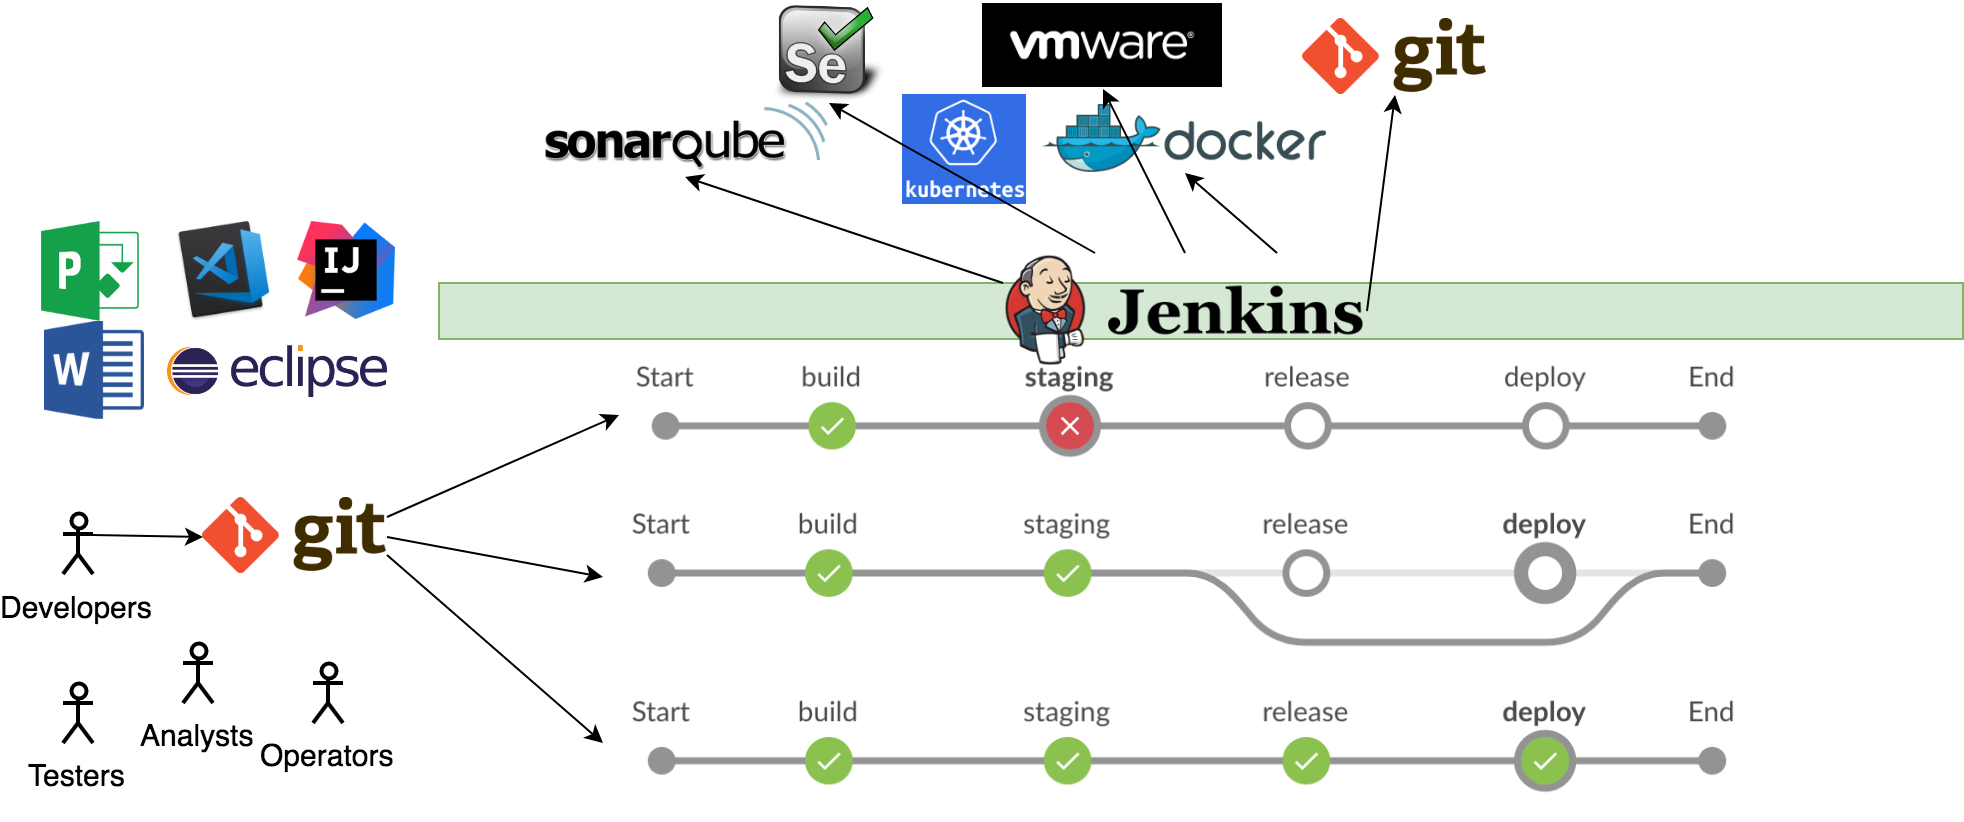 Se
vmware®
git
sonarqube
kubernetes
docker
P
IJ
W
eclipse
Jenkins
Start build staging release deploy End
git
Developers
Start build staging release deploy End
Testers
Analysts
Operators
Start build staging release deploy End